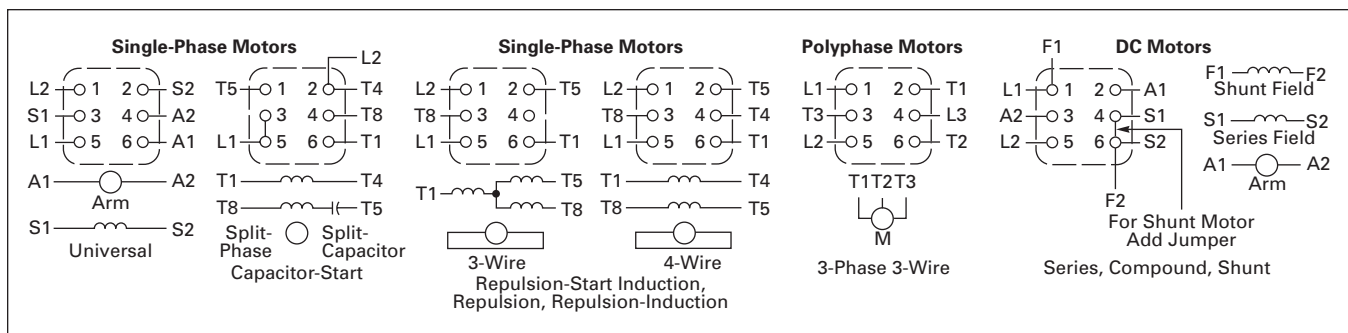 Single-Phase Motors
L2 1 2 S2
S1 3 4 A2
L1 5 6 A1
A1 A2
Arm
S1 S2
Universal
L2
T5 1 2 T4
3 4 T8
L1 5 6 T1
T1 T4
T8 T5
Split-Phase Split-Capacitor
Capacitor-Start
Single-Phase Motors
L2 1 2 T5
T8 3 4
L1 5 6 T1
T1 T5
T8
3-Wire
L2 1 2 T5
T8 3 4 T4
L1 5 6 T1
T1 T4
T8 T5
4-Wire
Repulsion-Start Induction,
Repulsion, Repulsion-Induction
Polyphase Motors
L1 1 2 T1
T3 3 4 L3
L2 5 6 T2
T1 T2 T3
M
3-Phase 3-Wire
DC Motors
F1
L1 1 2 A1
A2 3 4 S1
L2 5 6 S2
F2
F1 F2
Shunt Field
S1 S2
Series Field
A1 A2
Arm
For Shunt Motor
Add Jumper
Series, Compound, Shunt